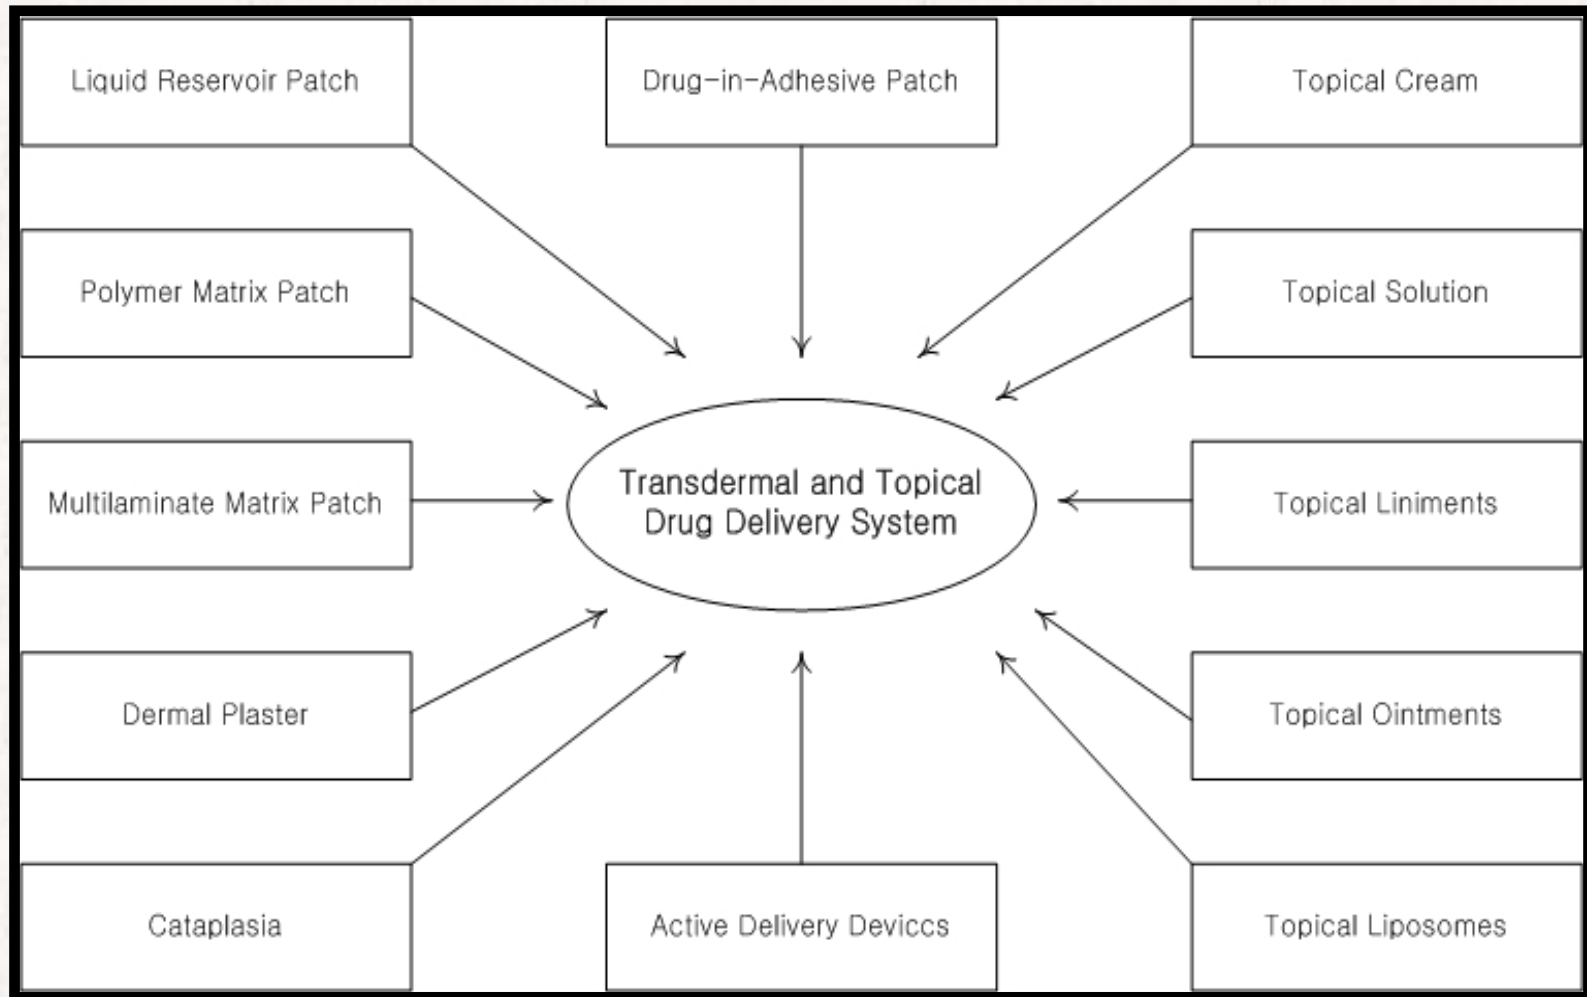 Liquid Reservoir Patch
Drug-in-Adhesive Patch
Topical Cream
Polymer Matrix Patch
Topical Solution
Multilaminate Matrix Patch
Transdermal and Topical
Drug Delivery System
Topical Liniments
Dermal Plaster
Topical Ointments
Cataplasia
Active Delivery Deviccs
Topical Liposomes